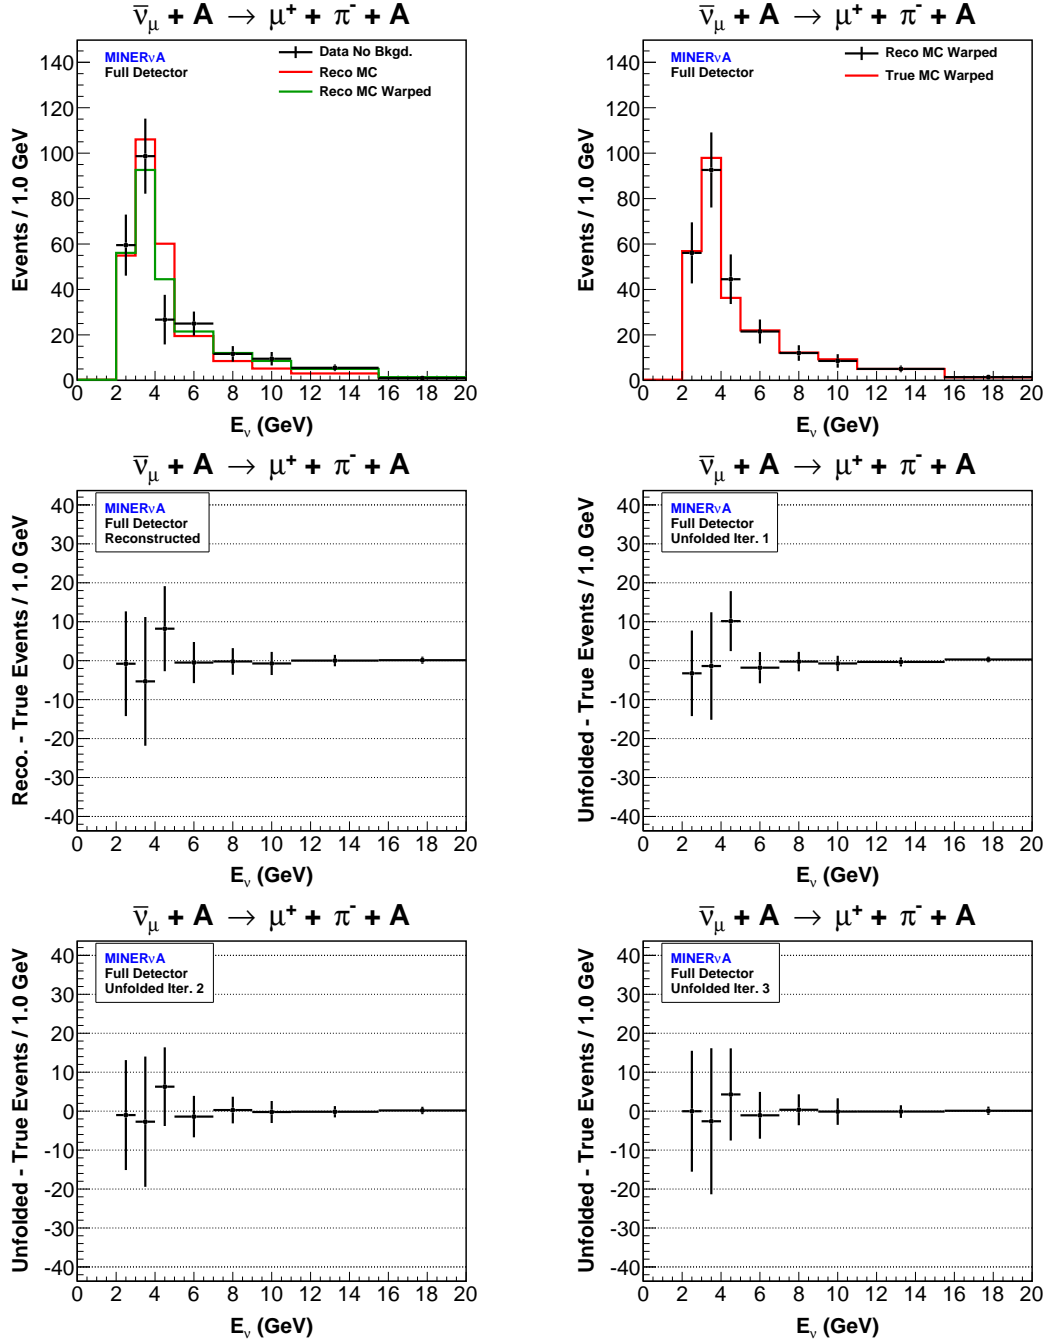 ν̅μ + A → μ+ + π- + A
MINERνA
Full Detector
Data No Bkgd.
Reco MC
Reco MC Warped
Events / 1.0 GeV
140
120
100
80
60
40
20
0
0 2 4 6 8 10 12 14 16 18 20
Eν (GeV)
ν̅μ + A → μ+ + π- + A
MINERνA
Full Detector
Reco MC Warped
True MC Warped
Events / 1.0 GeV
140
120
100
80
60
40
20
0
0 2 4 6 8 10 12 14 16 18 20
Eν (GeV)
ν̅μ + A → μ+ + π- + A
MINERνA
Full Detector
Reconstructed
Reco. - True Events / 1.0 GeV
40
30
20
10
0
-10
-20
-30
-40
0 2 4 6 8 10 12 14 16 18 20
Eν (GeV)
ν̅μ + A → μ+ + π- + A
MINERνA
Full Detector
Unfolded Iter. 1
Unfolded - True Events / 1.0 GeV
40
30
20
10
0
-10
-20
-30
-40
0 2 4 6 8 10 12 14 16 18 20
Eν (GeV)
ν̅μ + A → μ+ + π- + A
MINERνA
Full Detector
Unfolded Iter. 2
Unfolded - True Events / 1.0 GeV
40
30
20
10
0
-10
-20
-30
-40
0 2 4 6 8 10 12 14 16 18 20
Eν (GeV)
ν̅μ + A → μ+ + π- + A
MINERνA
Full Detector
Unfolded Iter. 3
Unfolded - True Events / 1.0 GeV
40
30
20
10
0
-10
-20
-30
-40
0 2 4 6 8 10 12 14 16 18 20
Eν (GeV)